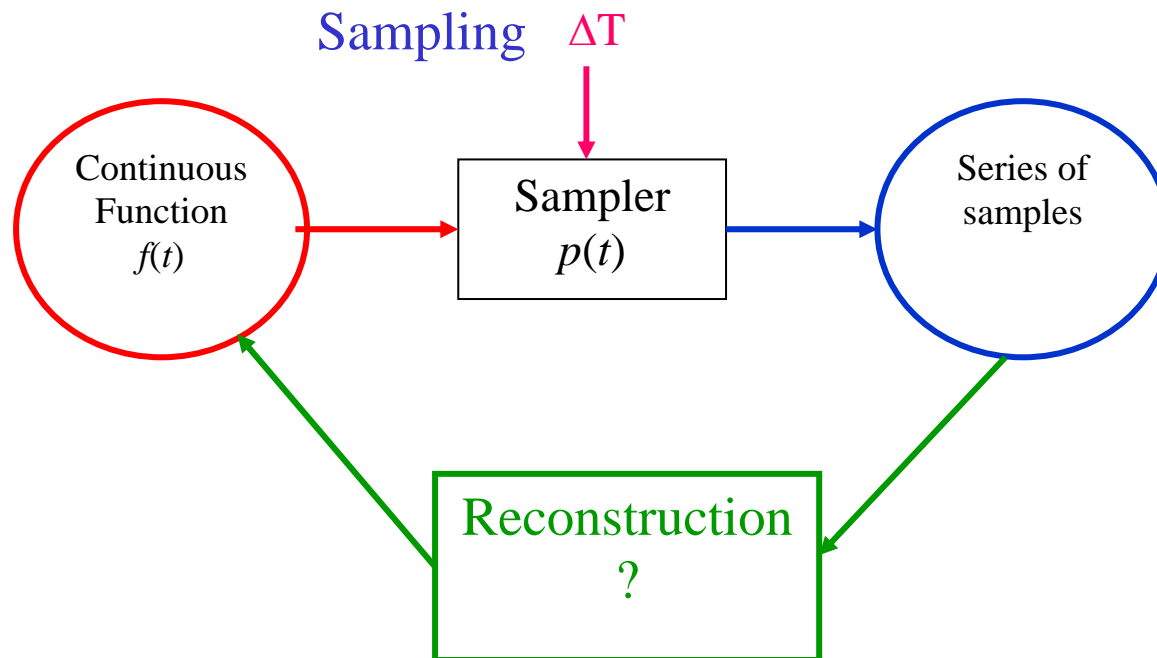 Sampling ΔT
Continuous
Function
f(t)
Sampler
p(t)
Series of
samples
Reconstruction
?